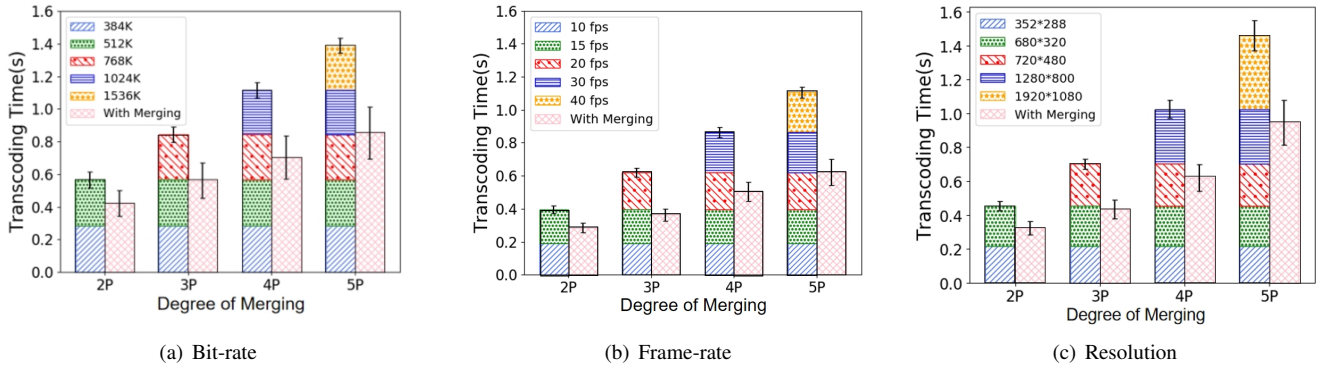 1.6
1.4
1.2
1.0
0.8
0.6
0.4
0.2
0.0
Transcoding Time(s)
384K
512K
768K
1024K
1536K
With Merging
2P 3P 4P 5P
Degree of Merging
(a) Bit-rate
1.6
1.4
1.2
1.0
0.8
0.6
0.4
0.2
0.0
Transcoding Time(s)
10 fps
15 fps
20 fps
30 fps
40 fps
With Merging
2P 3P 4P 5P
Degree of Merging
(b) Frame-rate
1.6
1.4
1.2
1.0
0.8
0.6
0.4
0.2
0.0
Transcoding Time(s)
352*288
680*320
720*480
1280*800
1920*1080
With Merging
2P 3P 4P 5P
Degree of Merging
(c) Resolution